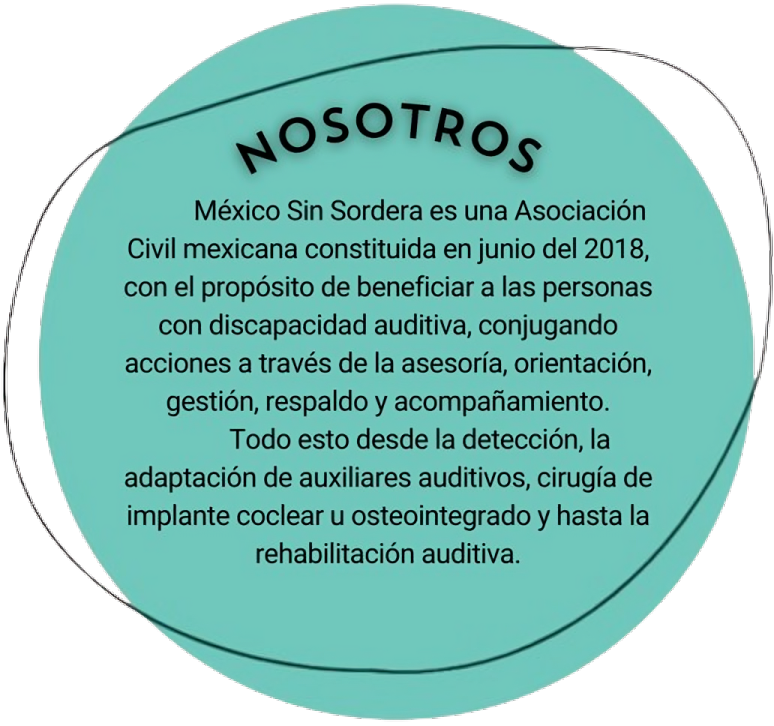 NOSOTROS
México Sin Sordera es una Asociación
Civil mexicana constituida en junio del 2018,
con el propósito de beneficiar a las personas
con discapacidad auditiva, conjugando
acciones a través de la asesoría, orientación,
gestión, respaldo y acompañamiento.
Todo esto desde la detección, la
adaptación de auxiliares auditivos, cirugía de
implante coclear u osteointegrado y hasta la
rehabilitación auditiva.